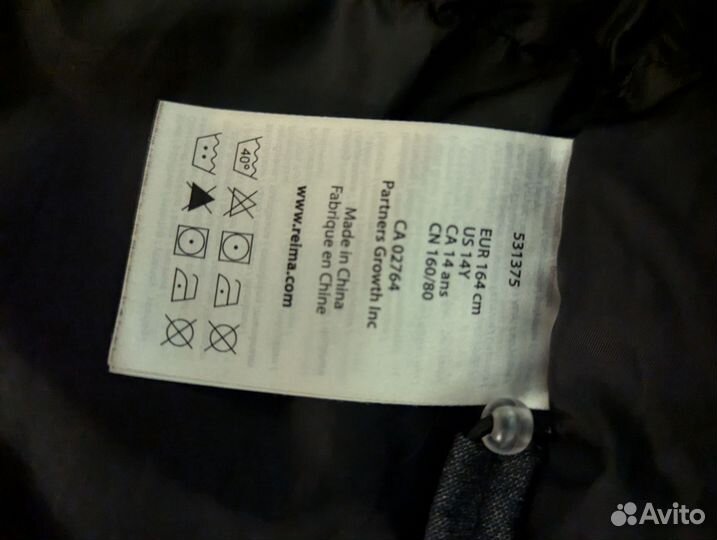 531375
EUR 164 cm
US 14Y
CA 14 ans
CN 160/80
Partners Growth Inc
CA 02764
Made in China
Fabrique en Chine
www.reima.com
40°
Avito